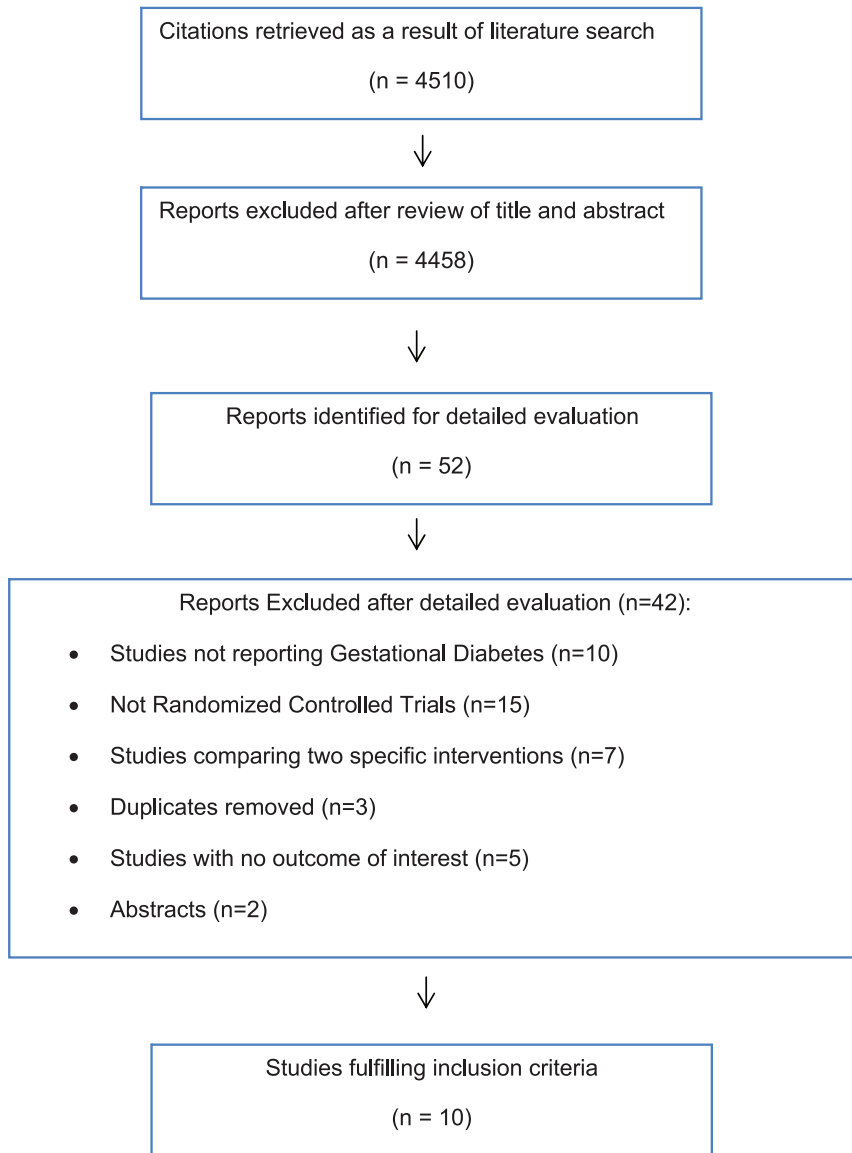 Citations retrieved as a result of literature search
(n = 4510)
Reports excluded after review of title and abstract
(n = 4458)
Reports identified for detailed evaluation
(n = 52)
Reports Excluded after detailed evaluation (n=42):
• Studies not reporting Gestational Diabetes (n=10)
• Not Randomized Controlled Trials (n=15)
• Studies comparing two specific interventions (n=7)
• Duplicates removed (n=3)
• Studies with no outcome of interest (n=5)
• Abstracts (n=2)
Studies fulfilling inclusion criteria
(n = 10)